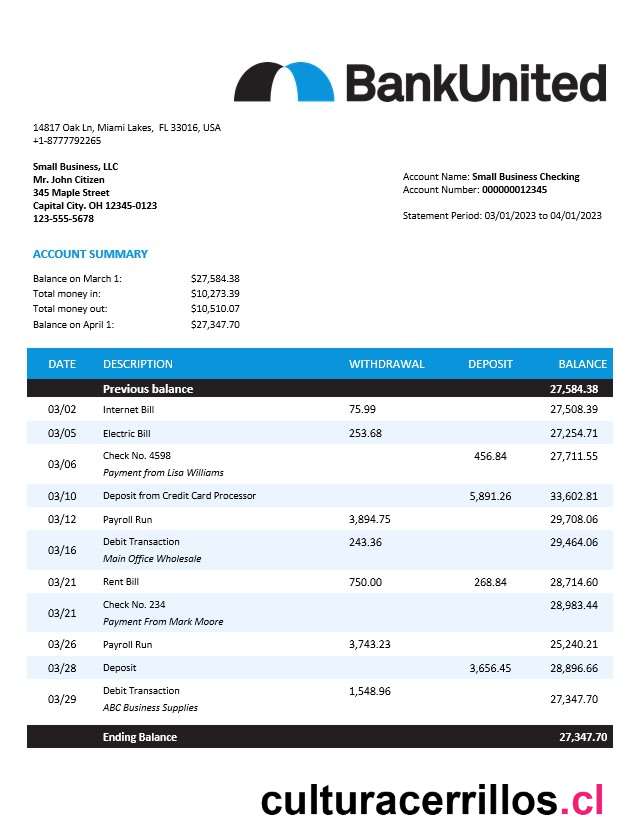 BankUnited
14817 Oak Ln, Miami Lakes, FL 33016, USA
+1-8777792265
Small Business, LLC
Mr. John Citizen
345 Maple Street
Capital City. OH 12345-0123
123-555-5678
Account Name: Small Business Checking
Account Number: 000000012345
Statement Period: 03/01/2023 to 04/01/2023
ACCOUNT SUMMARY
Balance on March 1: $27,584.38
Total money in: $10,273.39
Total money out: $10,510.07
Balance on April 1: $27,347.70
DATE DESCRIPTION WITHDRAWAL DEPOSIT BALANCE
Previous balance 27,584.38
03/02 Internet Bill 75.99 27,508.39
03/05 Electric Bill 253.68 27,254.71
03/06 Check No. 4598 456.84 27,711.55
Payment from Lisa Williams
03/10 Deposit from Credit Card Processor 5,891.26 33,602.81
03/12 Payroll Run 3,894.75 29,708.06
03/16 Debit Transaction 243.36 29,464.06
Main Office Wholesale
03/21 Rent Bill 750.00 268.84 28,714.60
03/21 Check No. 234 28,983.44
Payment From Mark Moore
03/26 Payroll Run 3,743.23 25,240.21
03/28 Deposit 3,656.45 28,896.66
03/29 Debit Transaction 1,548.96 27,347.70
ABC Business Supplies
Ending Balance 27,347.70
culturacerrillos.cl